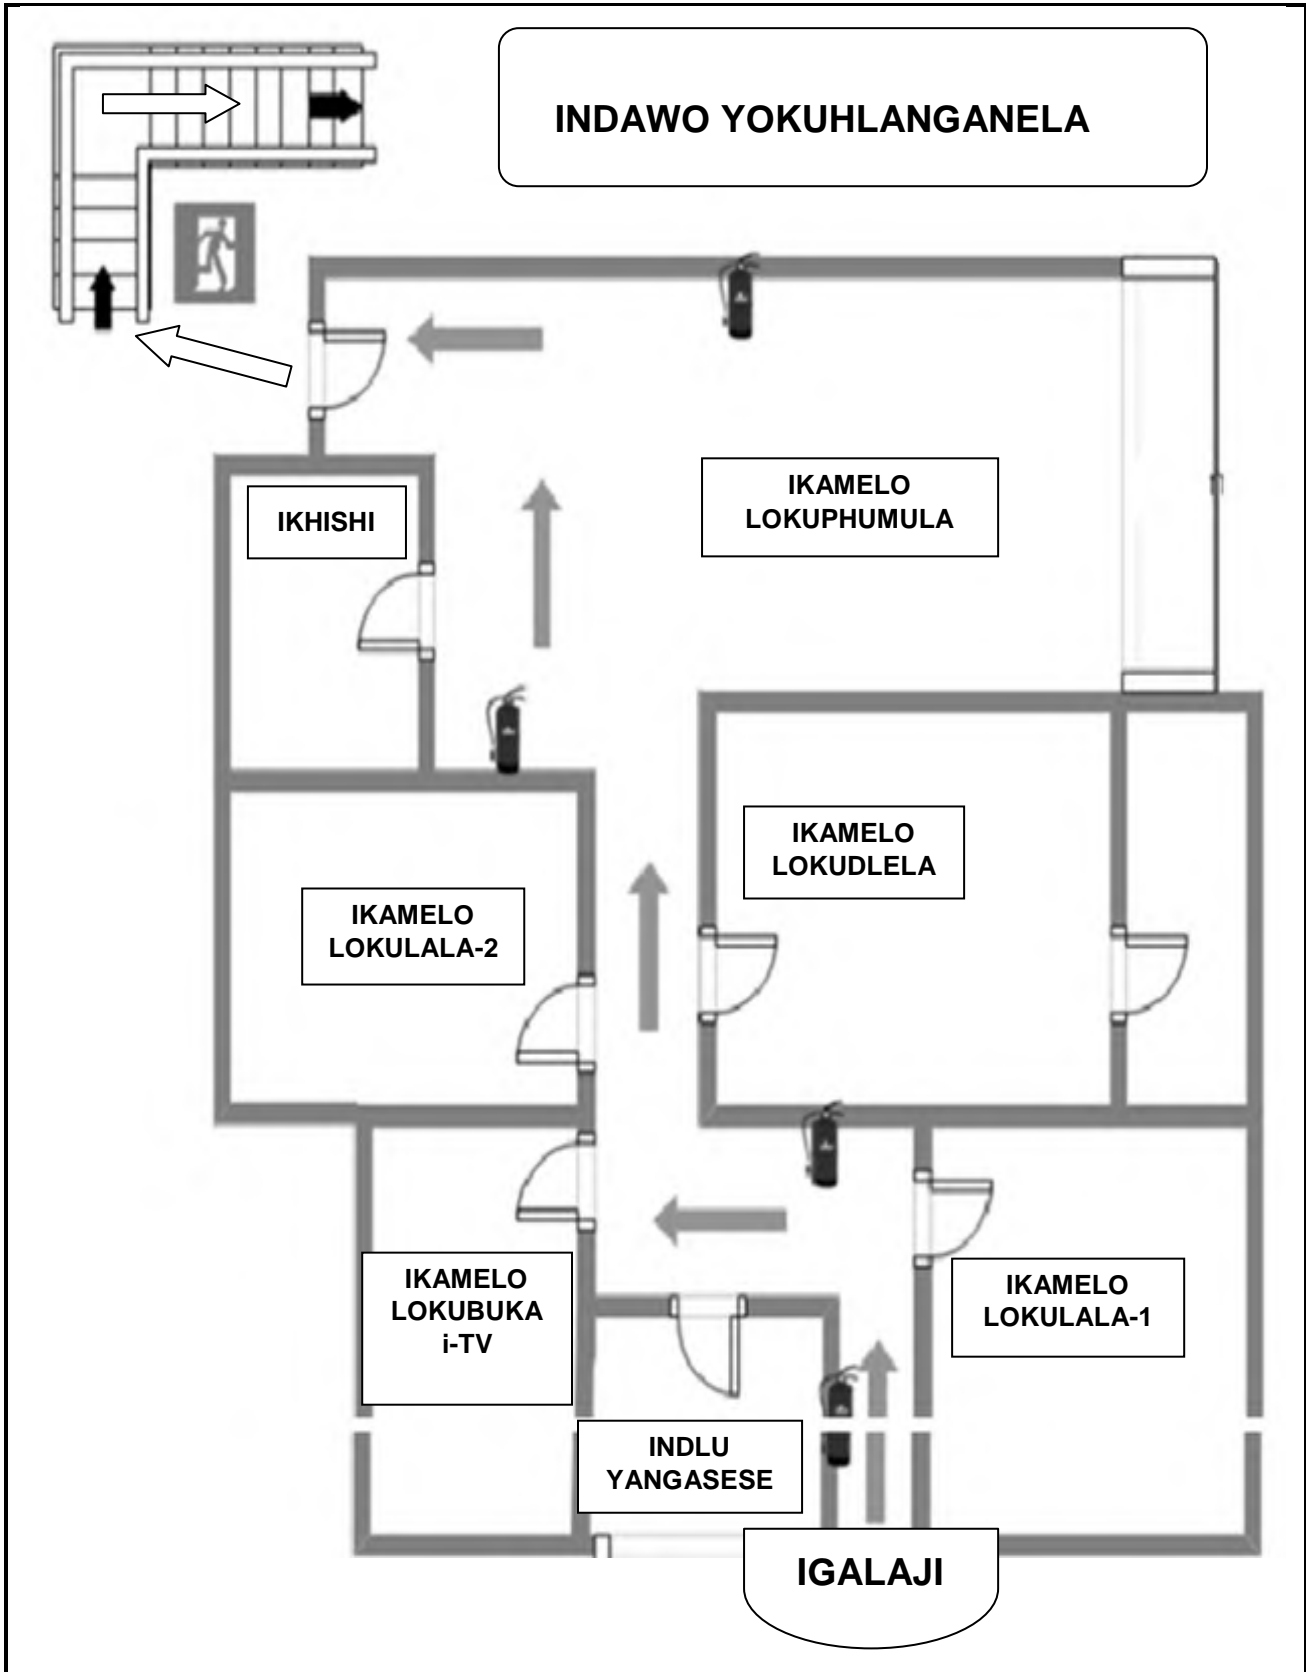 INDAWO YOKUHLANGANELA
IKHISHI
IKAMELO
LOKUPHUMULA
IKAMELO
LOKUDLELA
IKAMELO
LOKULALA-2
IKAMELO
LOKUBUKA
i-TV
IKAMELO
LOKULALA-1
INDLU
YANGASESE
IGALAJI